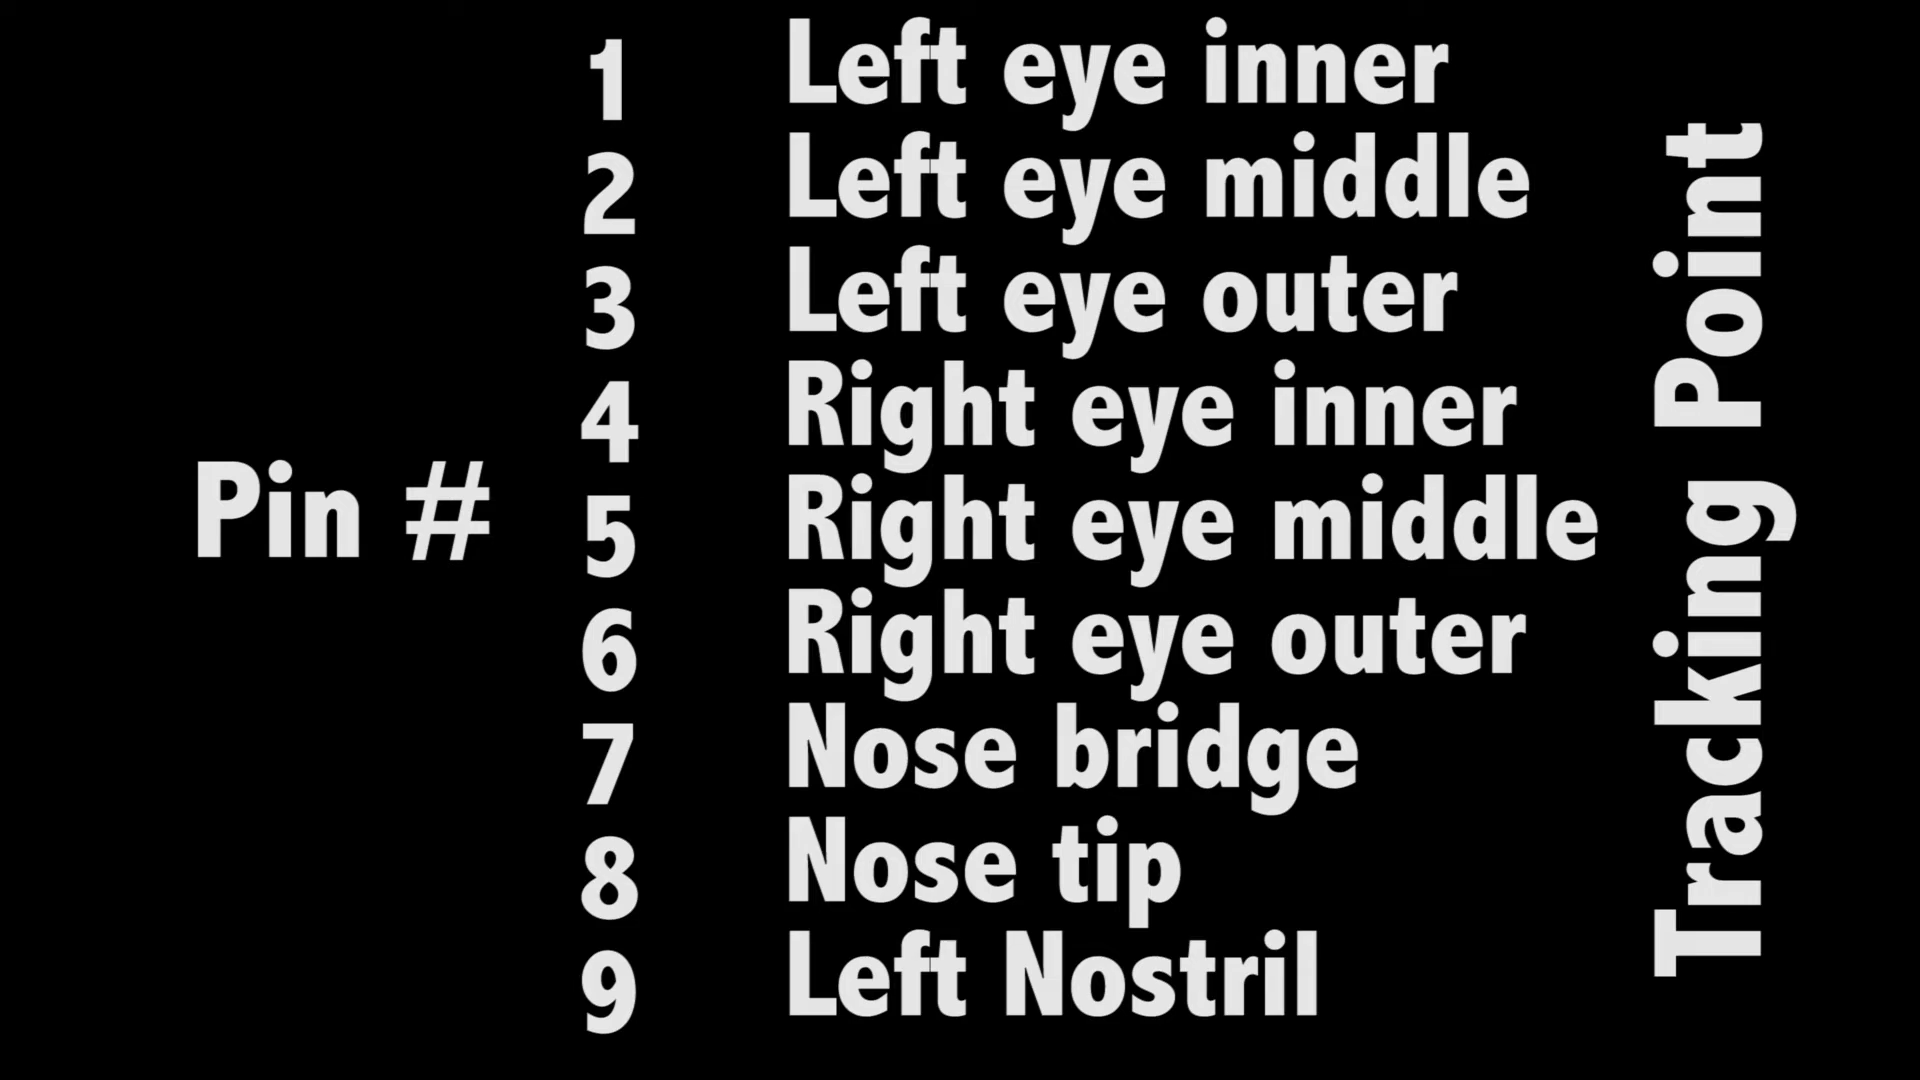 Pin #
1 Left eye inner
2 Left eye middle
3 Left eye outer
4 Right eye inner
5 Right eye middle
6 Right eye outer
7 Nose bridge
8 Nose tip
9 Left Nostril
Tracking Point